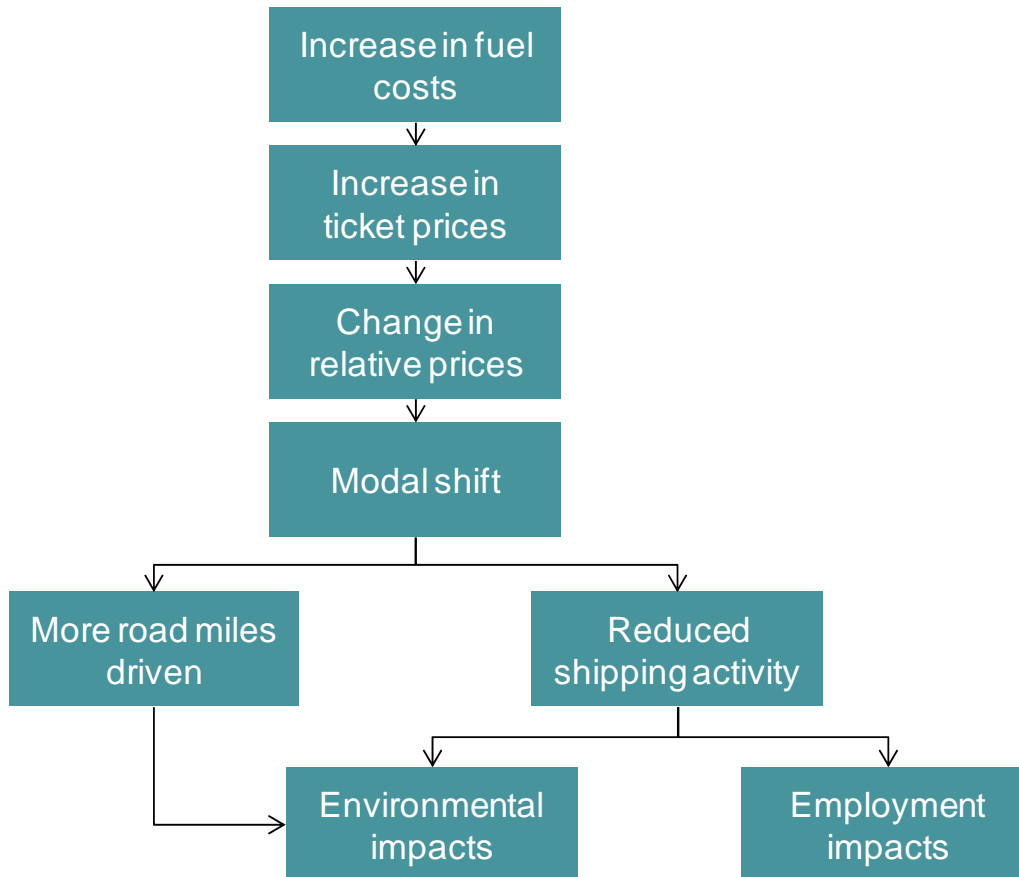 Increase in fuel
costs
Increase in
ticket prices
Change in
relative prices
Modal shift
More road miles
driven
Reduced
shipping activity
Environmental
impacts
Employment
impacts